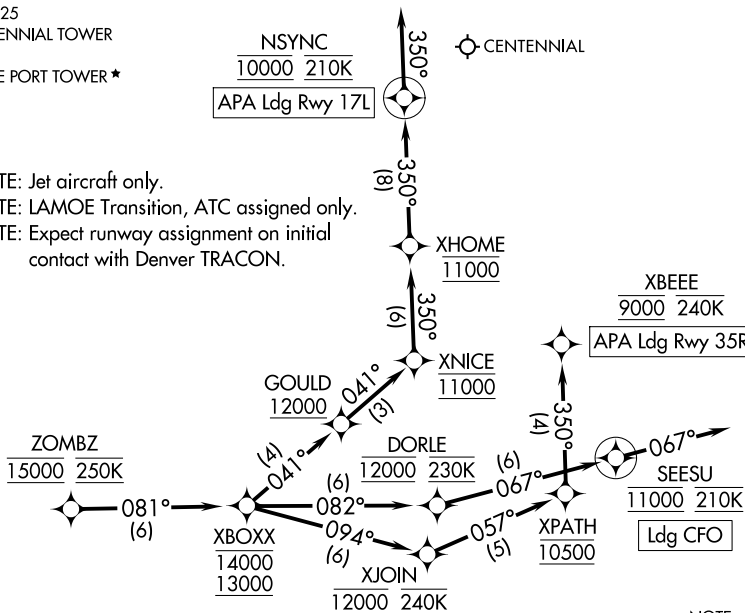 25
ENNIAL TOWER
E PORT TOWER★
NSYNC
10000 210K
APA Ldg Rwy 17L
350°
CENTENNIAL
TE: Jet aircraft only.
TE: LAMOE Transition, ATC assigned only.
TE: Expect runway assignment on initial
contact with Denver TRACON.
350°
(8)
XHOME
11000
350°
(6)
XBEEE
9000 240K
APA Ldg Rwy 35R
XNICE
11000
GOULD
12000
041°
(3)
(4)
041°
350°
(4)
ZOMBZ
15000 250K
081°
(6)
DORLE
12000 230K
(6)
082°
(6)
067°
067°
SEESU
11000 210K
Ldg CFO
XBOXX
14000
13000
094°
(6)
057°
(5)
XPATH
10500
XJOIN
12000 240K